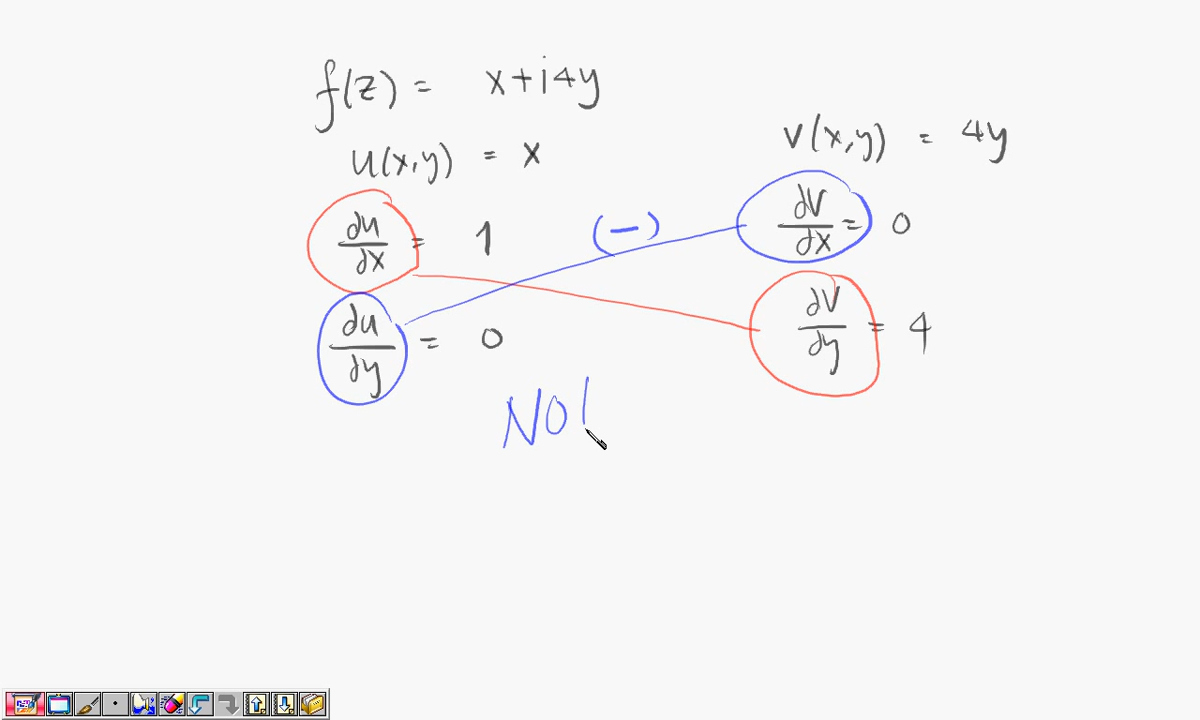 f(z) = x+i4y
u(x,y) = x
v(x,y) = 4y
∂u/∂x = 1
(-)
∂v/∂x = 0
∂u/∂y = 0
∂v/∂y = 4
NO!